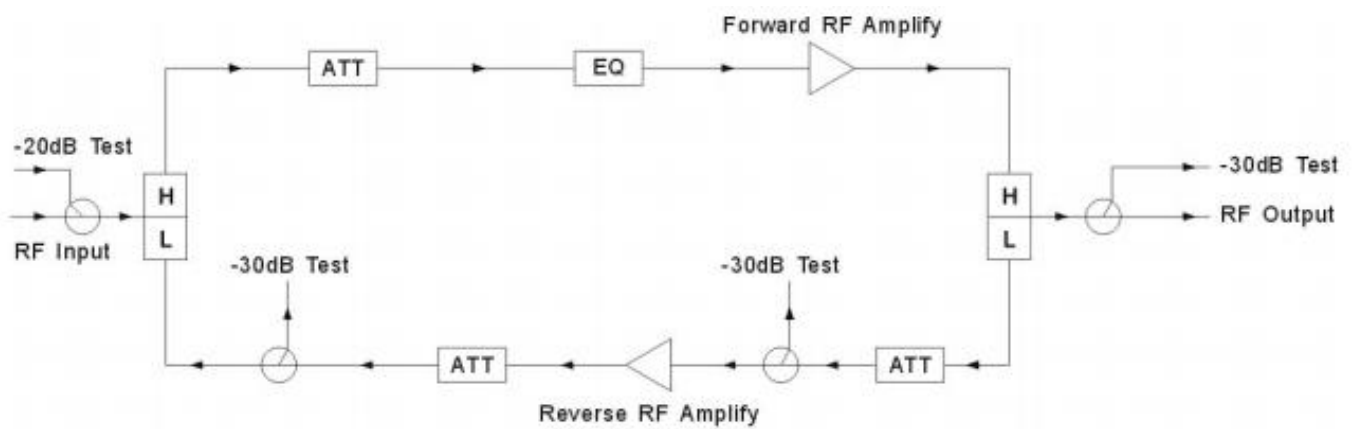 Forward RF Amplify
ATT
EQ
-20dB Test
H
L
RF Input
H
L
-30dB Test
RF Output
-30dB Test
-30dB Test
ATT
ATT
Reverse RF Amplify